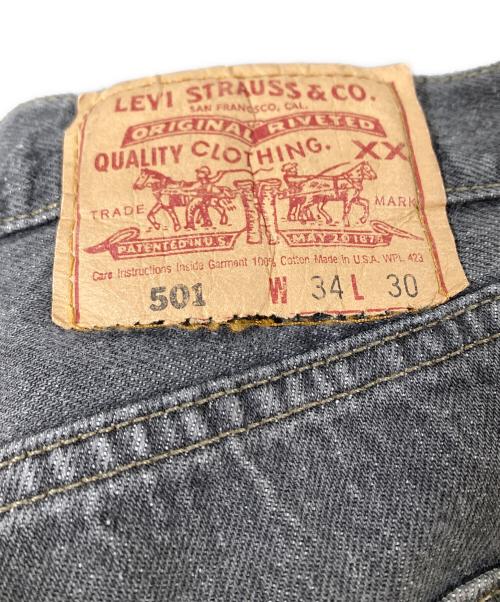 LEVI STRAUSS & CO.
SAN FRANCISCO, CAL.
ORIGINAL RIVETED
QUALITY CLOTHING. XX
TRADE MARK
PATENTED IN U.S. MAY 20 1873
Care Instructions Inside Garment 100% Cotton Made in U.S.A. WPL 423
501 W 34 L 30